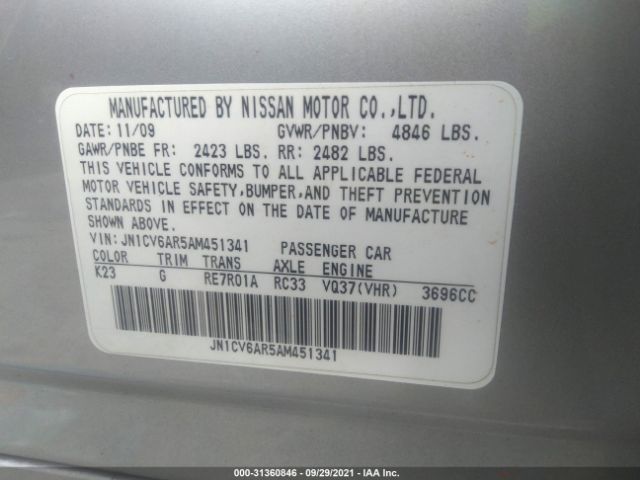 MANUFACTURED BY NISSAN MOTOR CO.,LTD.
DATE: 11/09 GVWR/PNBV: 4846 LBS.
GAWR/PNBE FR: 2423 LBS. RR: 2482 LBS.
THIS VEHICLE CONFORMS TO ALL APPLICABLE FEDERAL
MOTOR VEHICLE SAFETY,BUMPER,AND THEFT PREVENTION
STANDARDS IN EFFECT ON THE DATE OF MANUFACTURE
SHOWN ABOVE.
VIN: JN1CV6AR5AM451341 PASSENGER CAR
COLOR TRIM TRANS AXLE ENGINE
K23 G RE7R01A RC33 VQ37(VHR) 3696CC
JN1CV6AR5AM451341
000-31360846 - 09/29/2021 - IAA Inc.